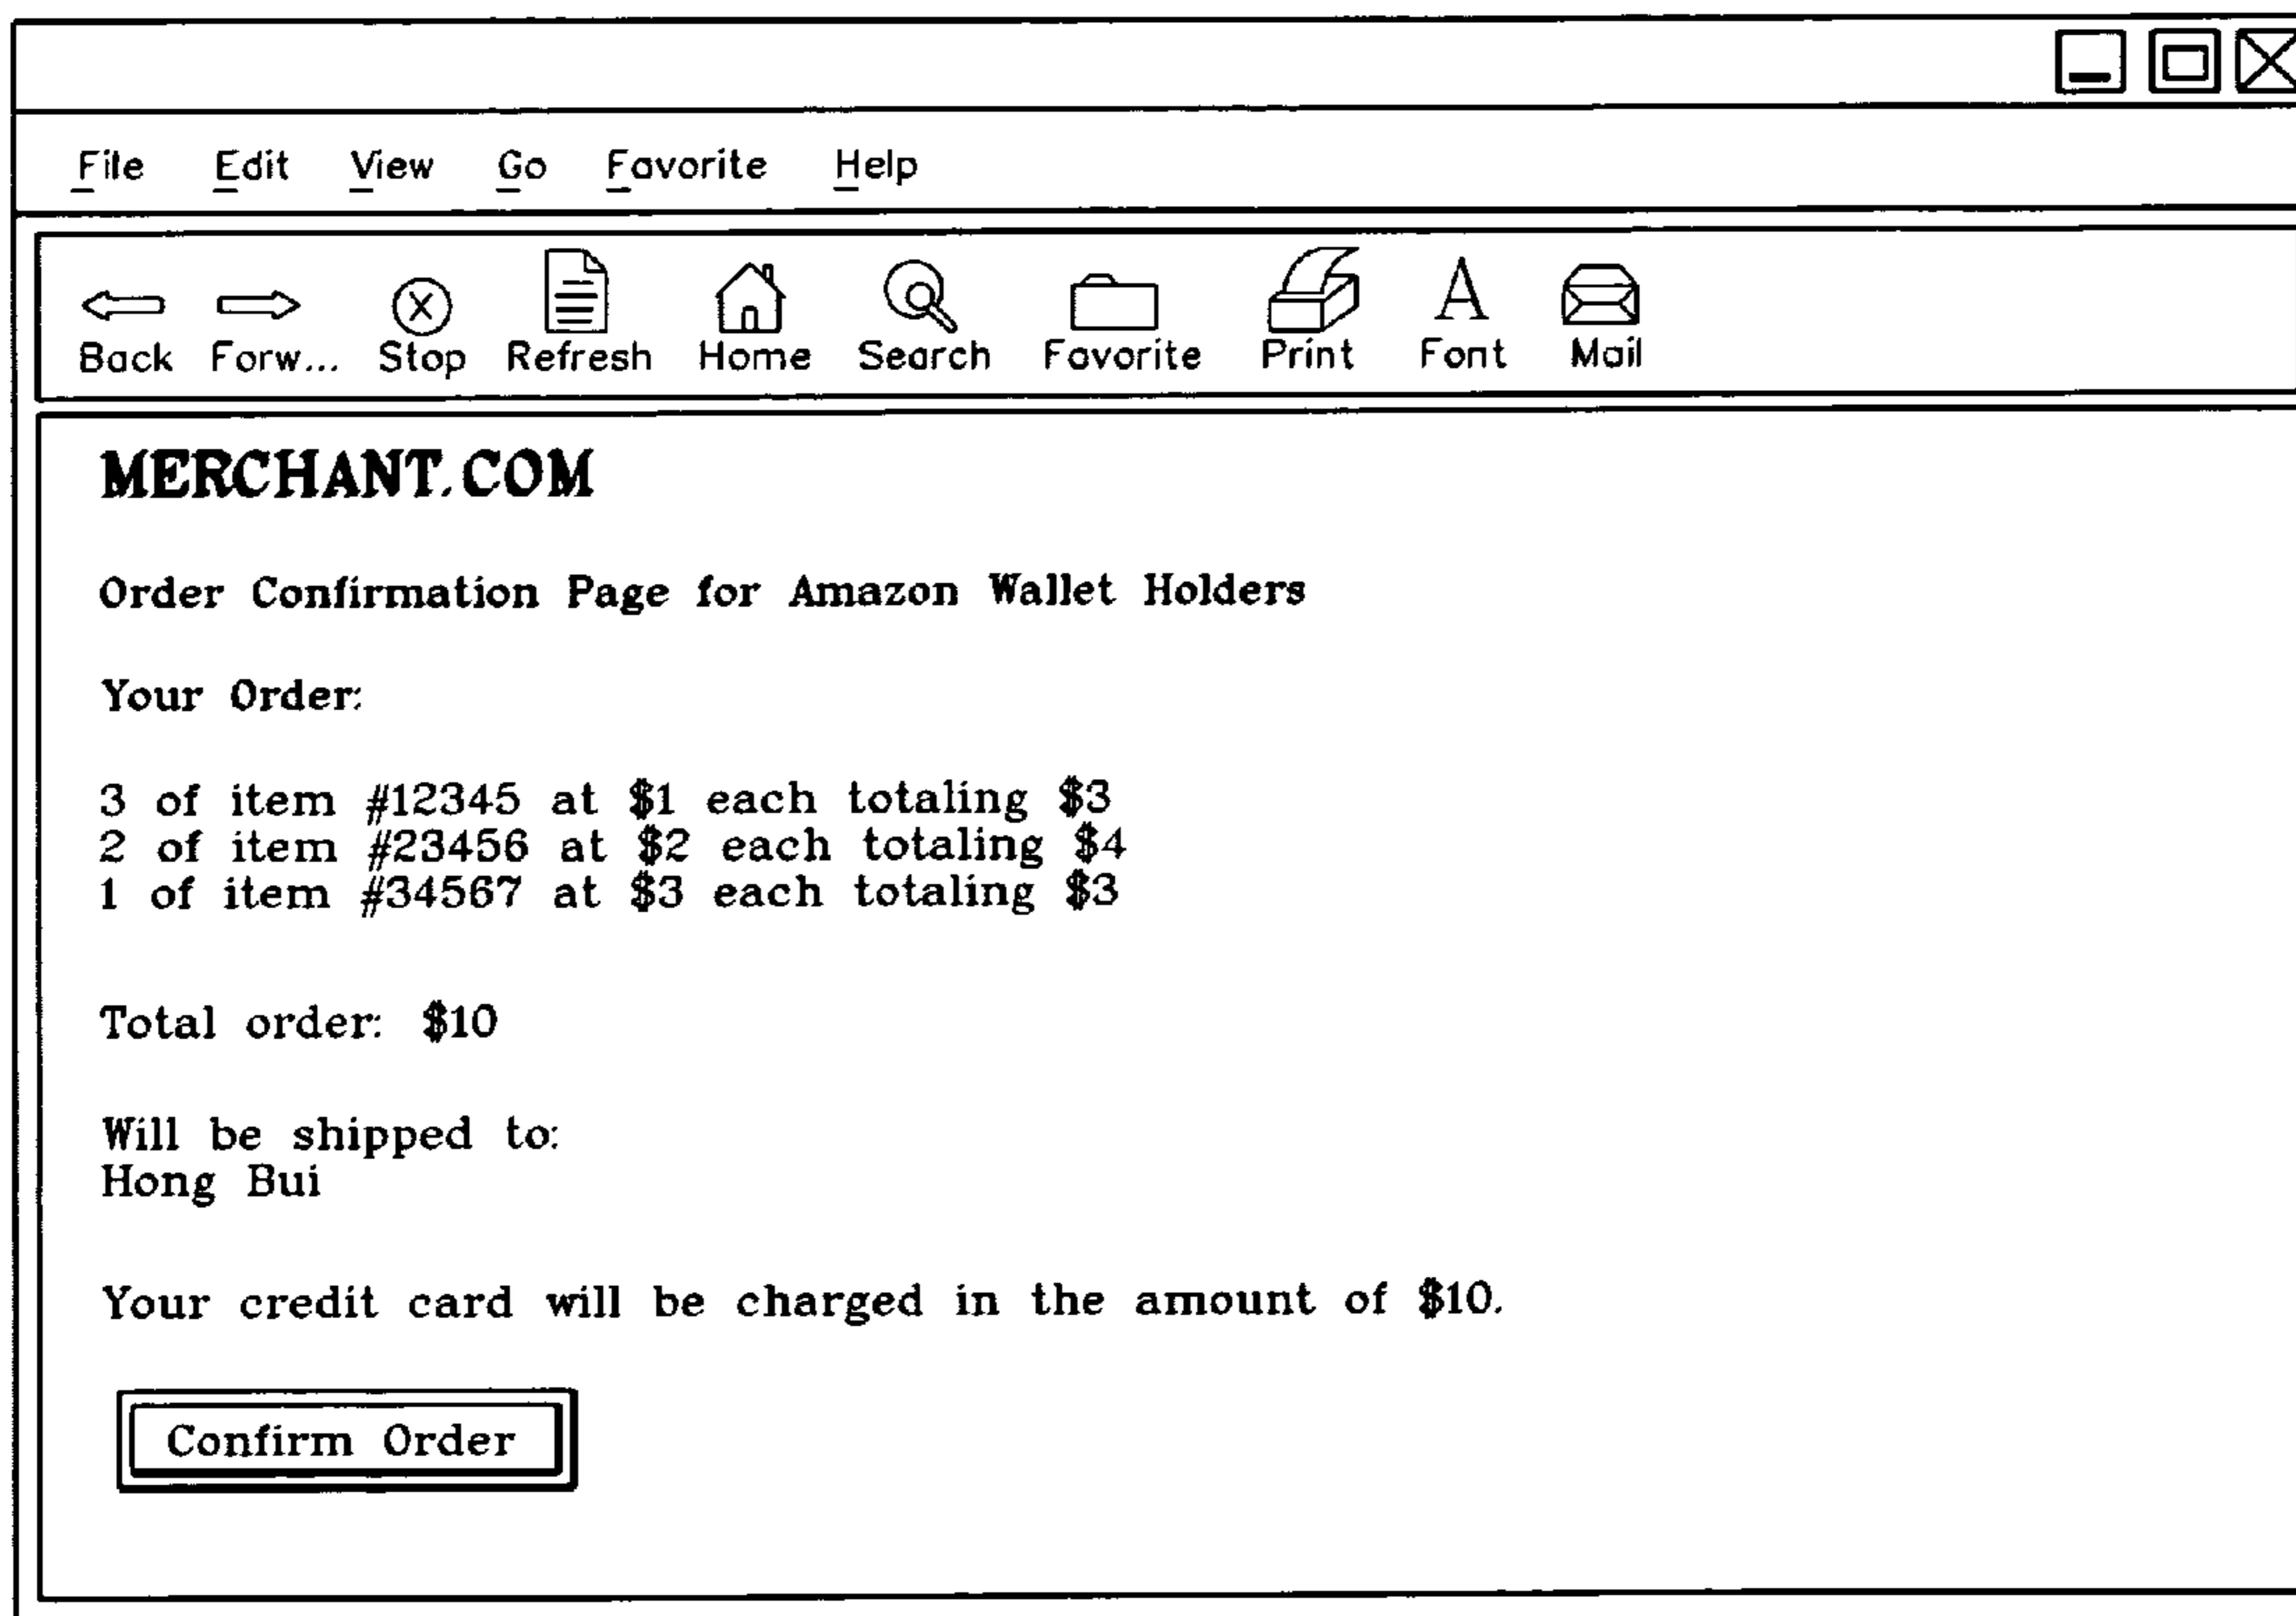 File Edit View Go Favorite Help
Back Forw... Stop Refresh Home Search Favorite Print Font Mail
MERCHANT.COM
Order Confirmation Page for Amazon Wallet Holders
Your Order:
3 of item #12345 at $1 each totaling $3
2 of item #23456 at $2 each totaling $4
1 of item #34567 at $3 each totaling $3
Total order: $10
Will be shipped to:
Hong Bui
Your credit card will be charged in the amount of $10.
Confirm Order